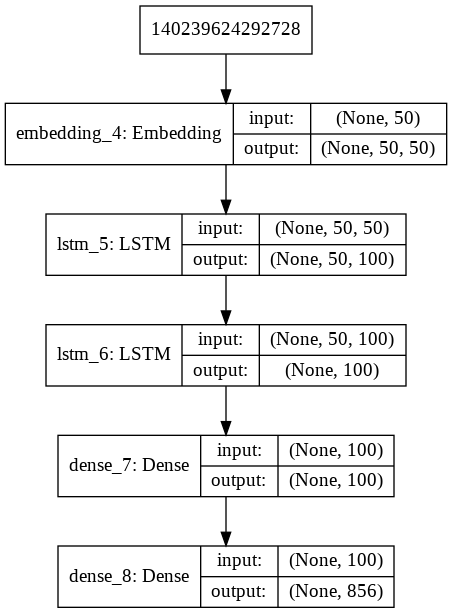 140239624292728
embedding_4: Embedding
input: (None, 50)
output: (None, 50, 50)
lstm_5: LSTM
input: (None, 50, 50)
output: (None, 50, 100)
lstm_6: LSTM
input: (None, 50, 100)
output: (None, 100)
dense_7: Dense
input: (None, 100)
output: (None, 100)
dense_8: Dense
input: (None, 100)
output: (None, 856)